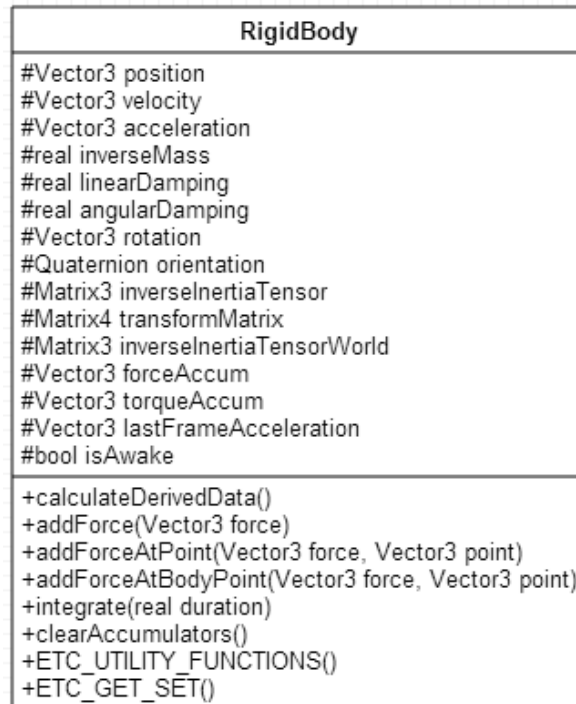 RigidBody
#Vector3 position
#Vector3 velocity
#Vector3 acceleration
#real inverseMass
#real linearDamping
#real angularDamping
#Vector3 rotation
#Quaternion orientation
#Matrix3 inverseInertiaTensor
#Matrix4 transformMatrix
#Matrix3 inverseInertiaTensorWorld
#Vector3 forceAccum
#Vector3 torqueAccum
#Vector3 lastFrameAcceleration
#bool isAwake
+calculateDerivedData()
+addForce(Vector3 force)
+addForceAtPoint(Vector3 force, Vector3 point)
+addForceAtBodyPoint(Vector3 force, Vector3 point)
+integrate(real duration)
+clearAccumulators()
+ETC_UTILITY_FUNCTIONS()
+ETC_GET_SET()